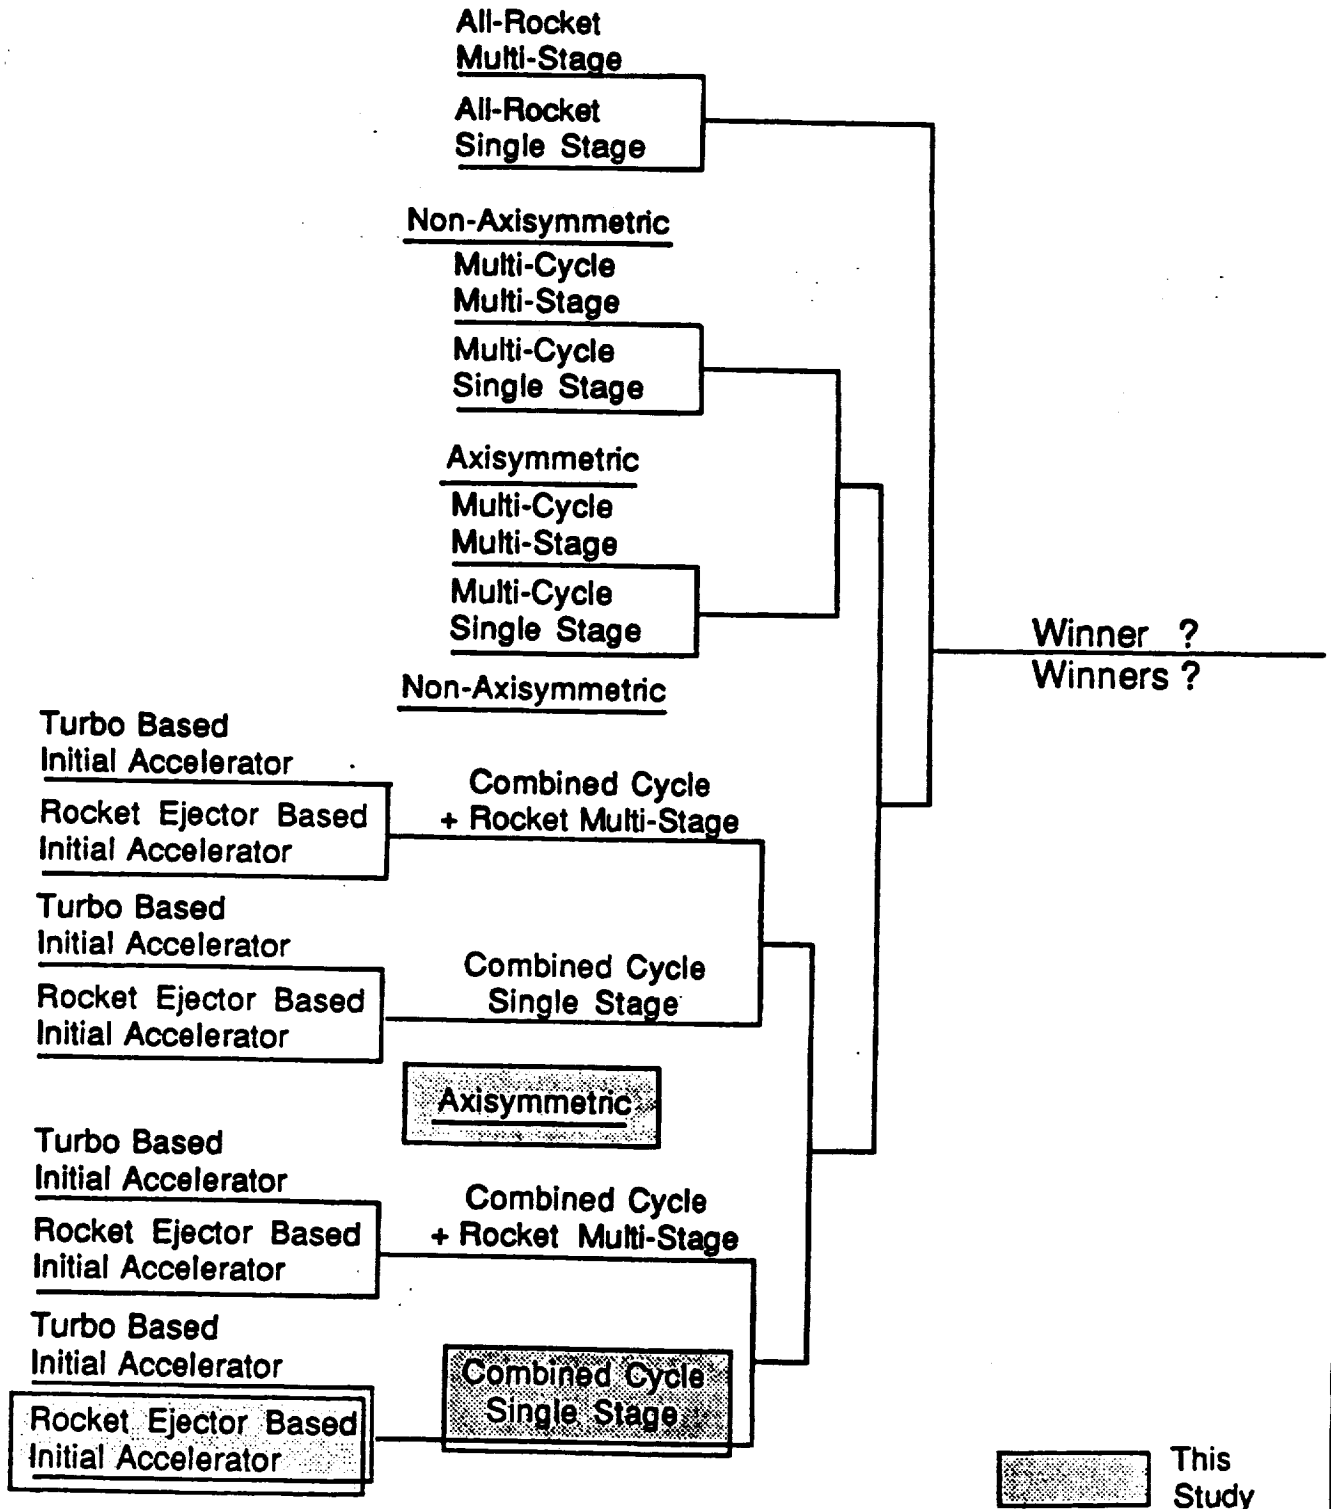 All-Rocket
Multi-Stage
All-Rocket
Single Stage
Non-Axisymmetric
Multi-Cycle
Multi-Stage
Multi-Cycle
Single Stage
Axisymmetric
Multi-Cycle
Multi-Stage
Multi-Cycle
Single Stage
Winner ?
Winners ?
Non-Axisymmetric
Turbo Based
Initial Accelerator
Rocket Ejector Based
Initial Accelerator
Combined Cycle
+ Rocket Multi-Stage
Turbo Based
Initial Accelerator
Rocket Ejector Based
Initial Accelerator
Combined Cycle
Single Stage
Axisymmetric
Turbo Based
Initial Accelerator
Rocket Ejector Based
Initial Accelerator
Combined Cycle
+ Rocket Multi-Stage
Turbo Based
Initial Accelerator
Rocket Ejector Based
Initial Accelerator
Combined Cycle
Single Stage
This
Study